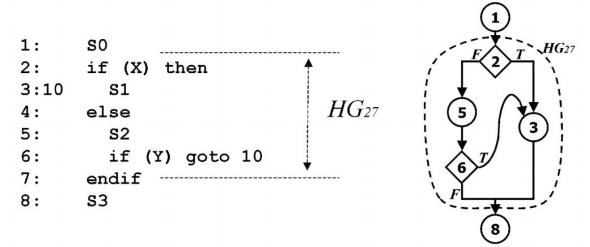 1: S0
2: if (X) then
3:10 S1
4: else
5: S2
6: if (Y) goto 10
7: endif
8: S3
HG27
1
HG27
F 2 T
5
3
6 T
F
8